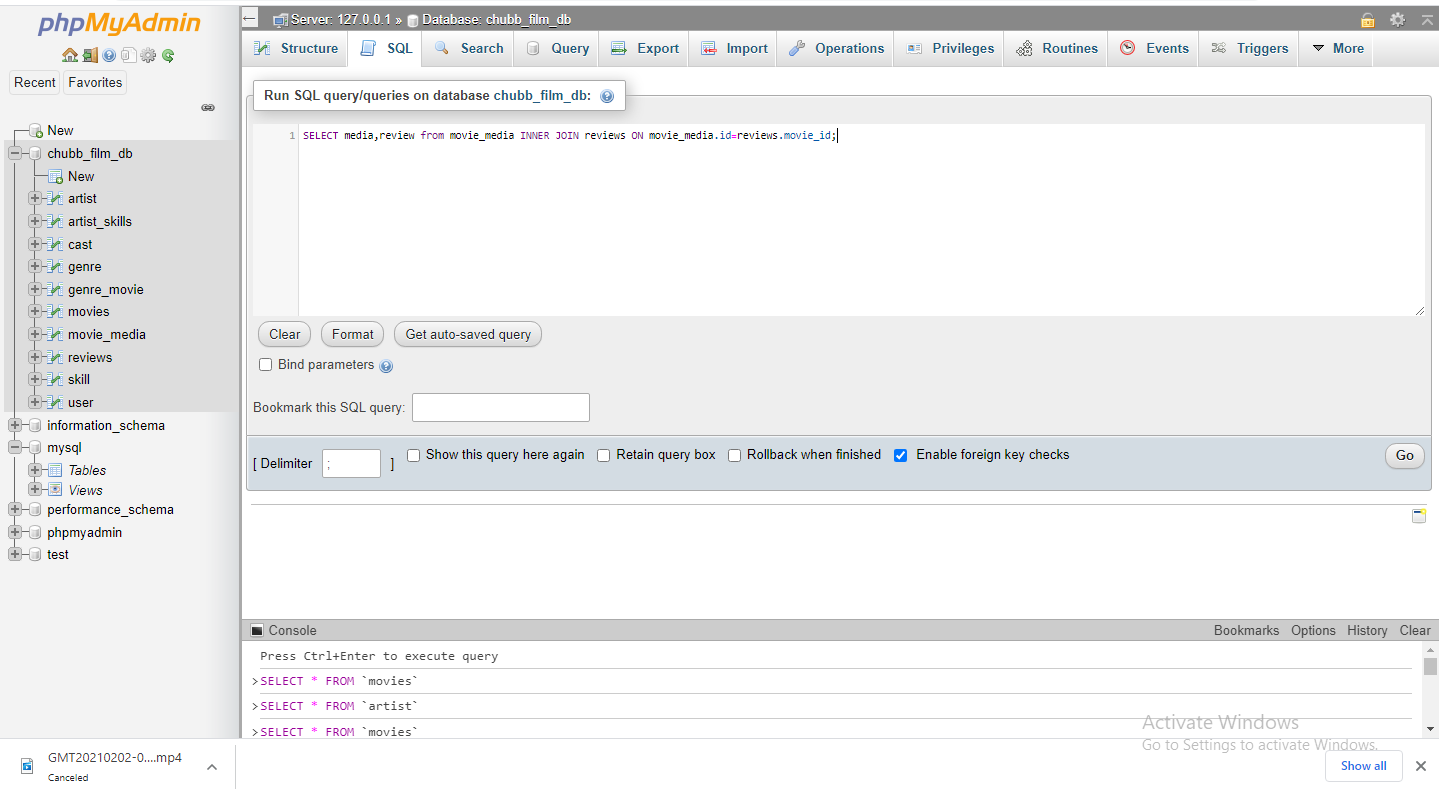 phpMyAdmin
Recent Favorites
New
chubb_film_db
New
artist
artist_skills
cast
genre
genre_movie
movies
movie_media
reviews
skill
user
information_schema
mysql
Tables
Views
performance_schema
phpmyadmin
test
Server: 127.0.0.1 » Database: chubb_film_db
Structure SQL Search Query Export Import Operations Privileges Routines Events Triggers More
Run SQL query/queries on database chubb_film_db:
1 SELECT media,review from movie_media INNER JOIN reviews ON movie_media.id=reviews.movie_id;
Clear Format Get auto-saved query
Bind parameters
Bookmark this SQL query:
[ Delimiter ; ] Show this query here again Retain query box Rollback when finished Enable foreign key checks Go
Console Bookmarks Options History Clear
Press Ctrl+Enter to execute query
>SELECT * FROM `movies`
>SELECT * FROM `artist`
>SELECT * FROM `movies`
Activate Windows
Go to Settings to activate Windows.
GMT20210202-0....mp4
Canceled
Show all